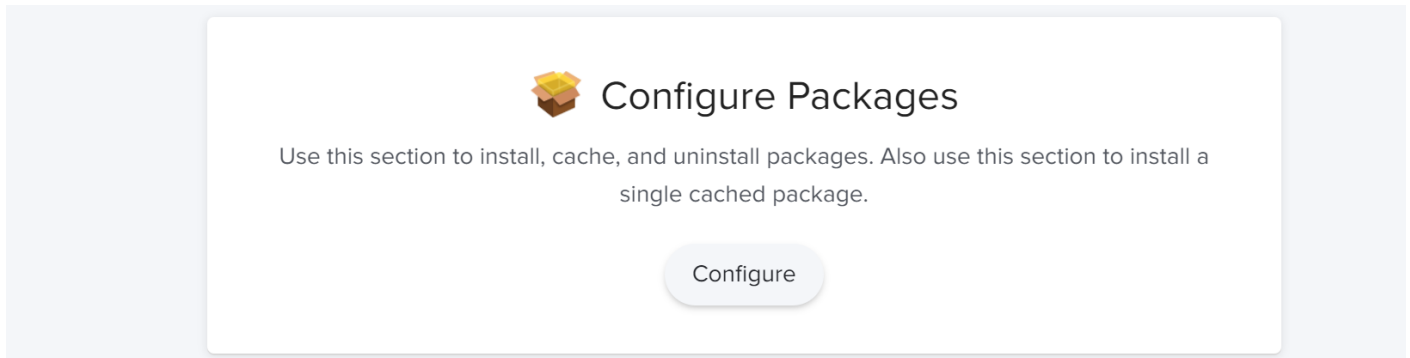 Configure Packages
Use this section to install, cache, and uninstall packages. Also use this section to install a
single cached package.
Configure